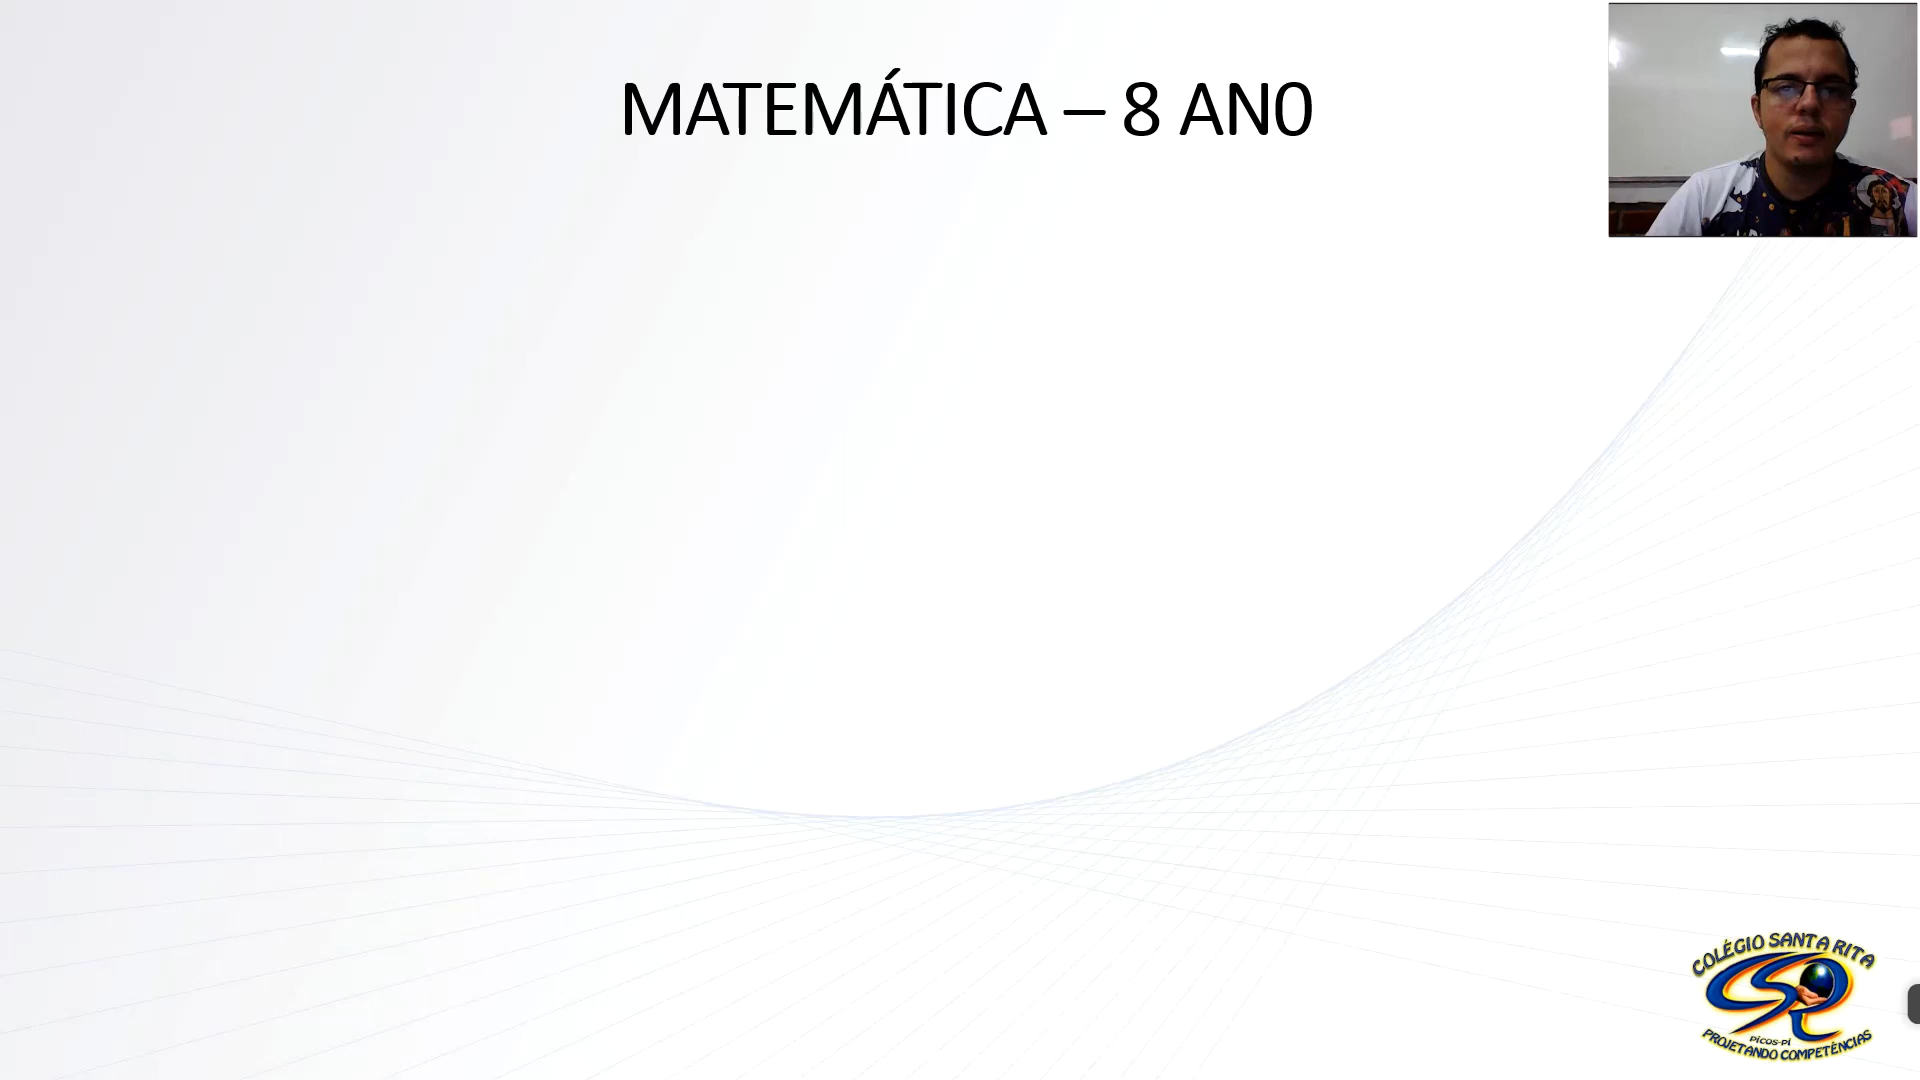 MATEMÁTICA – 8 AN0
COLÉGIO SANTA RITA
PICOS-PI
PROJETANDO COMPETÊNCIAS